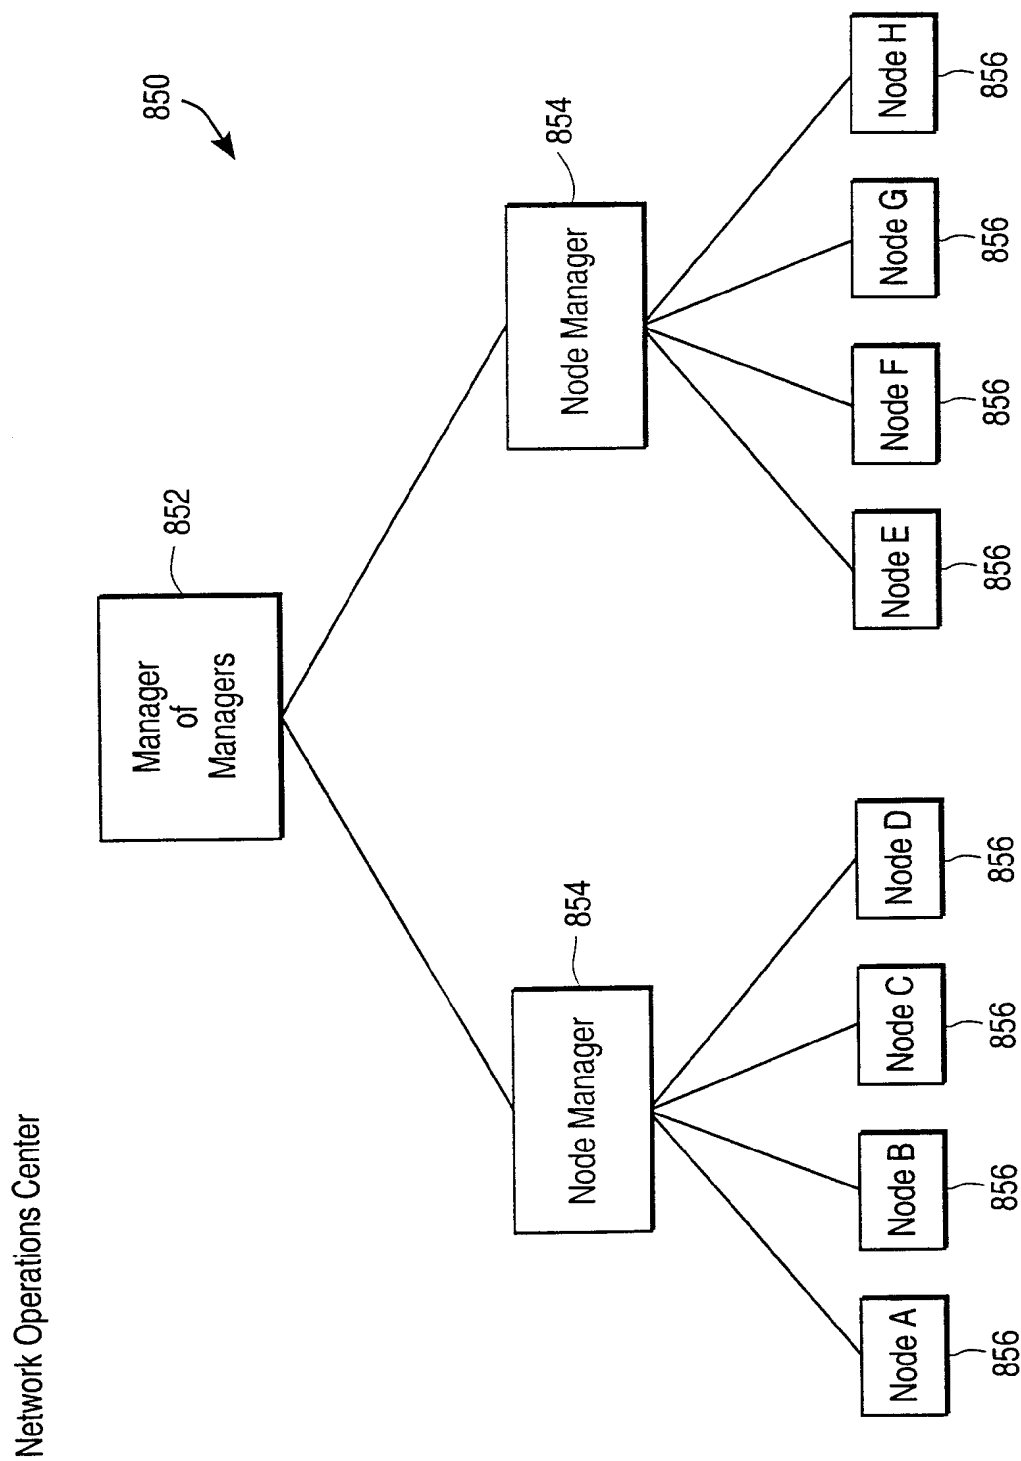 Network Operations Center
850
Manager
of
Managers
852
Node Manager
854
Node Manager
854
Node A
Node B
Node C
Node D
Node E
Node F
Node G
Node H
856
856
856
856
856
856
856
856